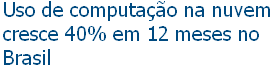 Uso de computação na nuvem
cresce 40% em 12 meses no
Brasil